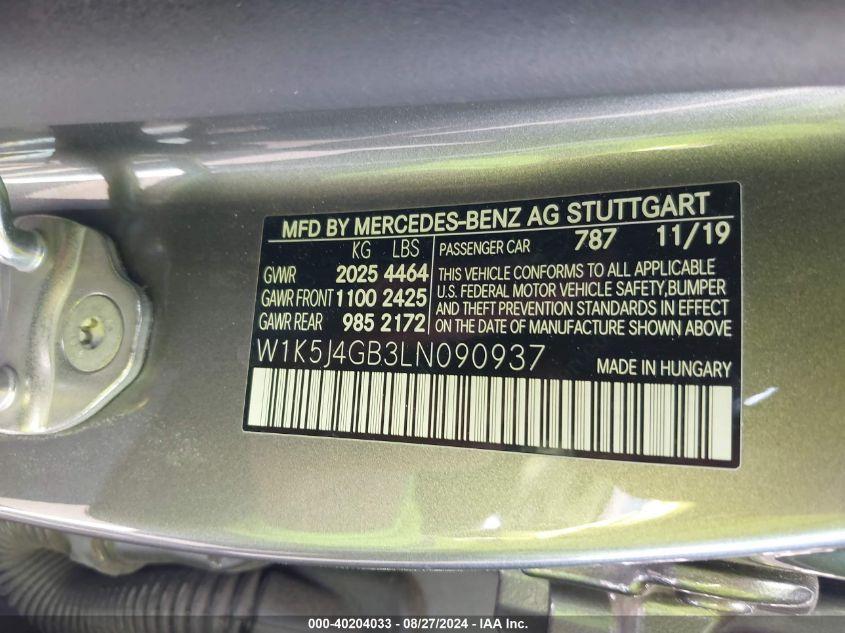 MFD BY MERCEDES-BENZ AG STUTTGART
KG LBS
GVWR 2025 4464
GAWR FRONT 1100 2425
GAWR REAR 985 2172
PASSENGER CAR 787 11/19
THIS VEHICLE CONFORMS TO ALL APPLICABLE
U.S. FEDERAL MOTOR VEHICLE SAFETY,BUMPER
AND THEFT PREVENTION STANDARDS IN EFFECT
ON THE DATE OF MANUFACTURE SHOWN ABOVE
W1K5J4GB3LN090937
MADE IN HUNGARY
000-40204033 - 08/27/2024 - IAA Inc.